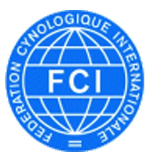 FEDERATION CYNOLOGIQUE INTERNATIONALE
FCI